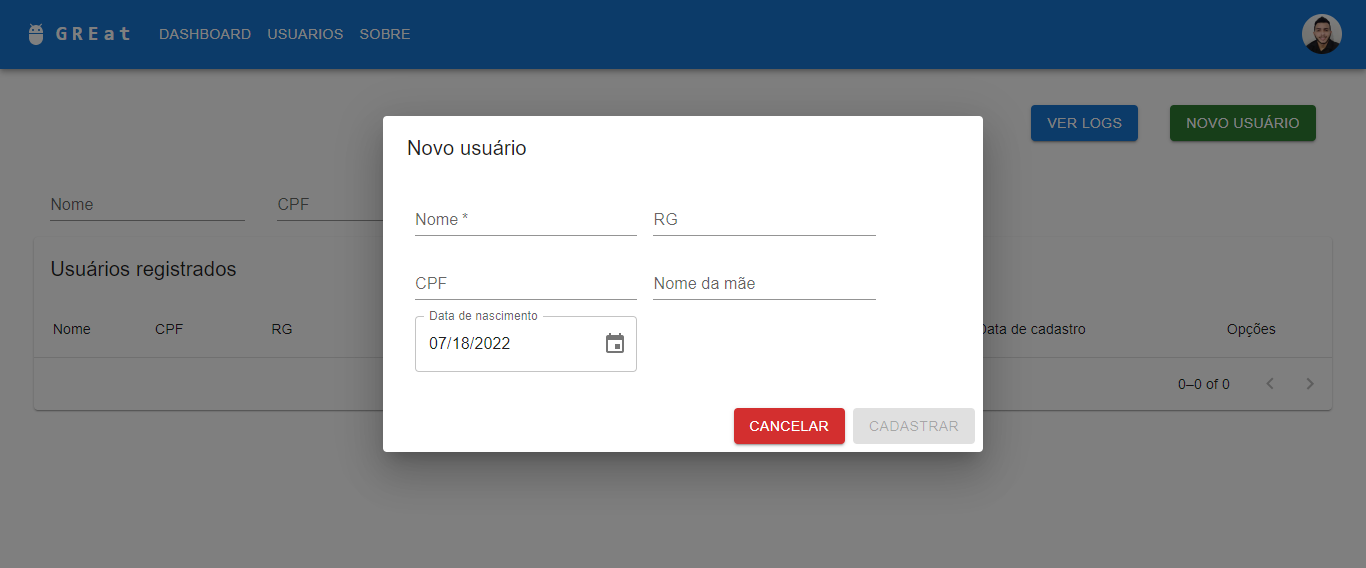 GREat DASHBOARD USUARIOS SOBRE
VER LOGS NOVO USUÁRIO
Novo usuário
Nome CPF
Nome * RG
Usuários registrados
CPF Nome da mãe
Data de nascimento
Nome CPF RG Data de cadastro Opções
07/18/2022
0–0 of 0
CANCELAR CADASTRAR